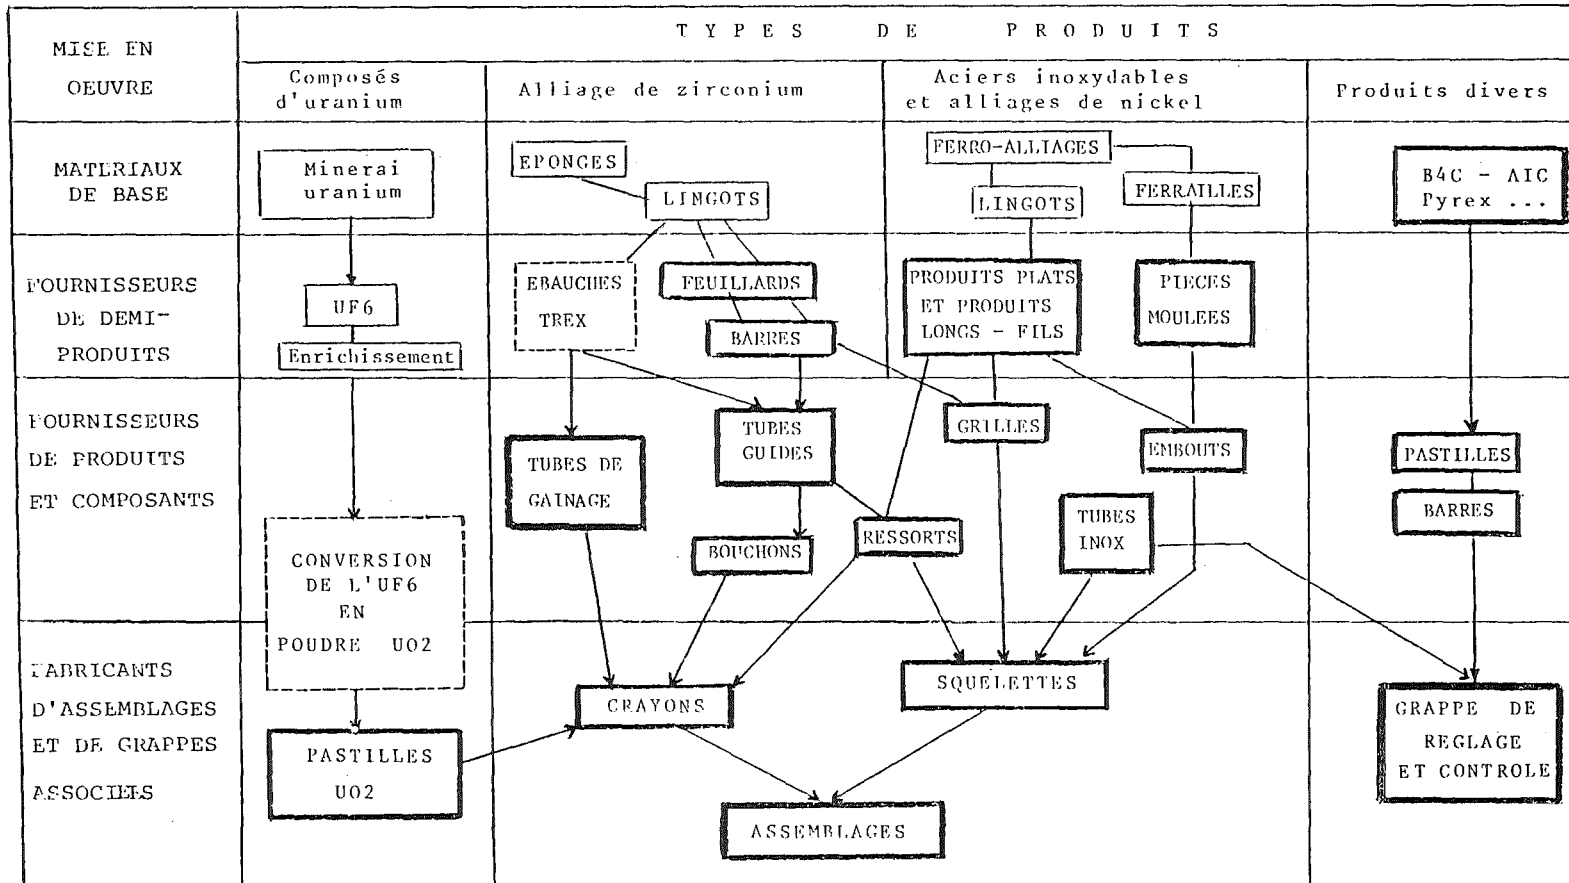 TYPES DE PRODUITS
MISE EN
OEUVRE
Composés
d'uranium
Alliage de zirconium
Aciers inoxydables
et alliages de nickel
Produits divers
MATERIAUX
DE BASE
Minerai
uranium
EPONGES
LINGOTS
FERRO-ALLIAGES
LINGOTS
FERRAILLES
B4C - AIC
Pyrex ...
FOURNISSEURS
DE DEMI-
PRODUITS
UF6
Enrichissement
EBAUCHES
TREX
FEUILLARDS
BARRES
PRODUITS PLATS
ET PRODUITS
LONGS - FILS
PIECES
MOULEES
FOURNISSEURS
DE PRODUITS
ET COMPOSANTS
TUBES DE
GAINAGE
TUBES
GUIDES
BOUCHONS
RESSORTS
GRILLES
TUBES
INOX
EMBOUTS
PASTILLES
BARRES
CONVERSION
DE L'UF6
EN
POUDRE UO2
FABRICANTS
D'ASSEMBLAGES
ET DE GRAPPES
ASSOCIEES
PASTILLES
UO2
CRAYONS
SQUELETTES
ASSEMBLAGES
GRAPPE DE
REGLAGE
ET CONTROLE